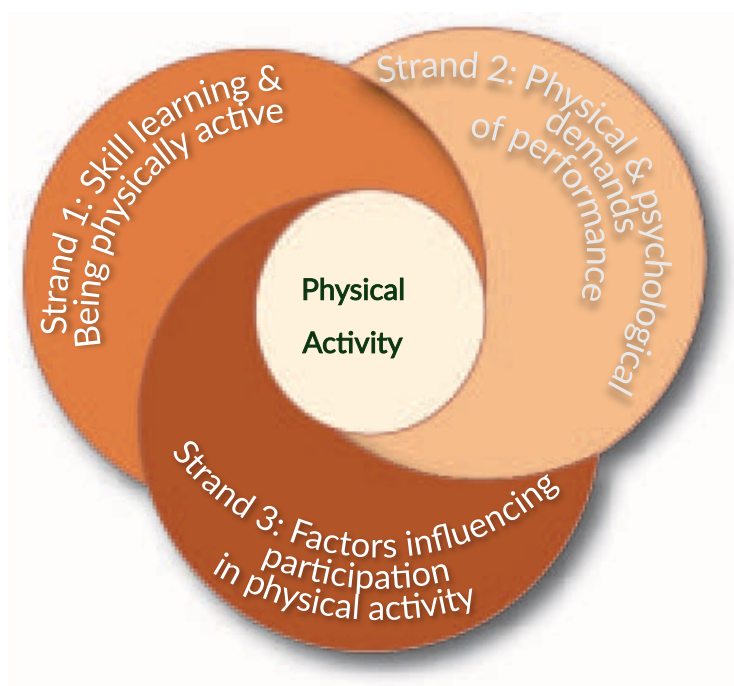 Strand 1: Skill learning &
Being physically active
Strand 2: Physical & psychological
demands
of performance
Physical
Activity
Strand 3: Factors influencing
participation
in physical activity